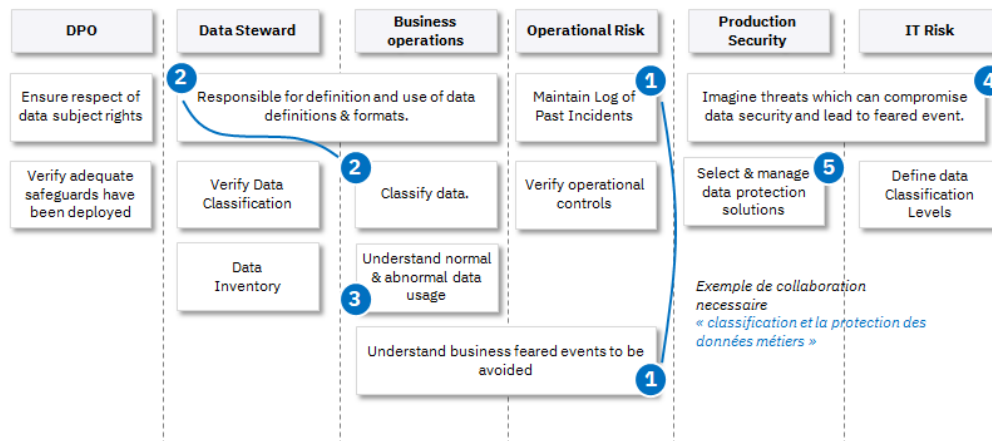 DPO
Data Steward
Business
operations
Operational Risk
Production
Security
IT Risk
2
1
4
Ensure respect of
data subject rights
Responsible for definition and use of data
definitions & formats.
Maintain Log of
Past Incidents
Imagine threats which can compromise
data security and lead to feared event.
2
5
Verify adequate
safeguards have
been deployed
Verify Data
Classification
Classify data.
Verify operational
controls
Select & manage
data protection
solutions
Define data
Classification
Levels
Data
Inventory
Understand normal
& abnormal data
usage
3
Exemple de collaboration
necessaire
« classification et la protection des
données métiers »
Understand business feared events to be
avoided
1